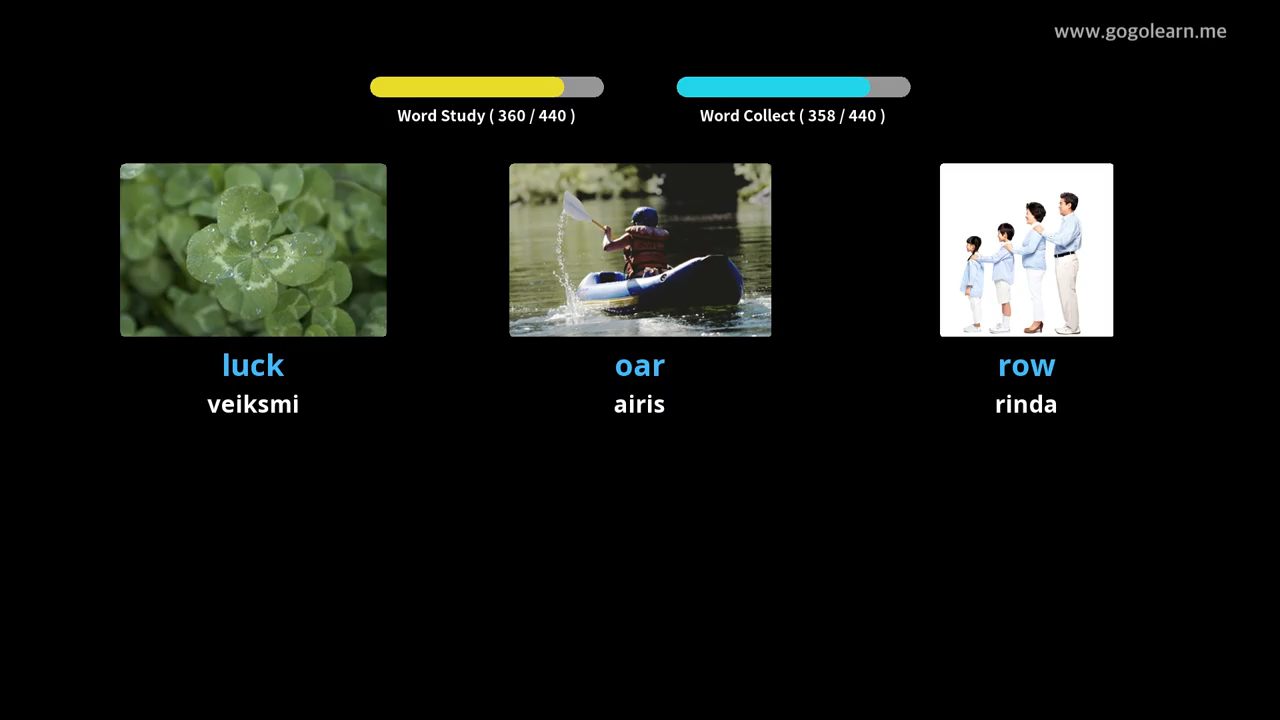 www.gogolearn.me
Word Study ( 360 / 440 )
Word Collect ( 358 / 440 )
luck
oar
row
veiksmi
airis
rinda